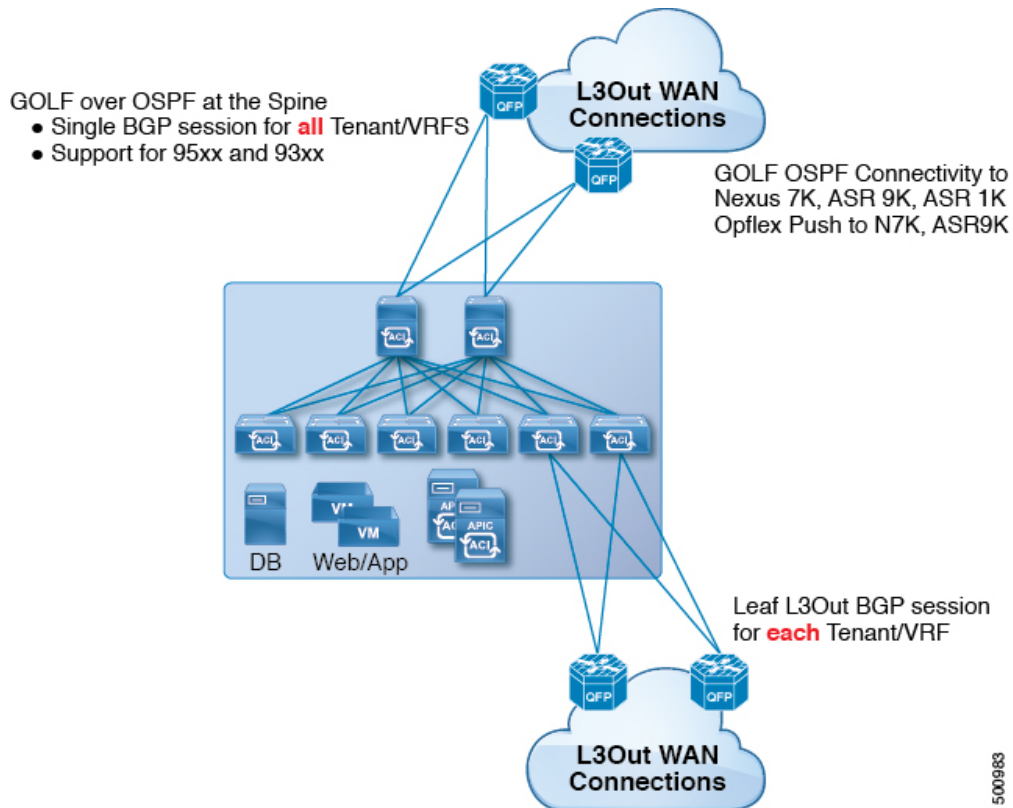 L3Out WAN
Connections
QFP
QFP
GOLF over OSPF at the Spine
● Single BGP session for all Tenant/VRFS
● Support for 95xx and 93xx
GOLF OSPF Connectivity to
Nexus 7K, ASR 9K, ASR 1K
Opflex Push to N7K, ASR9K
ACI
ACI
ACI
ACI
ACI
ACI
ACI
ACI
DB
VM
VM
Web/App
APIC
ACI
Leaf L3Out BGP session
for each Tenant/VRF
QFP
QFP
L3Out WAN
Connections
500983